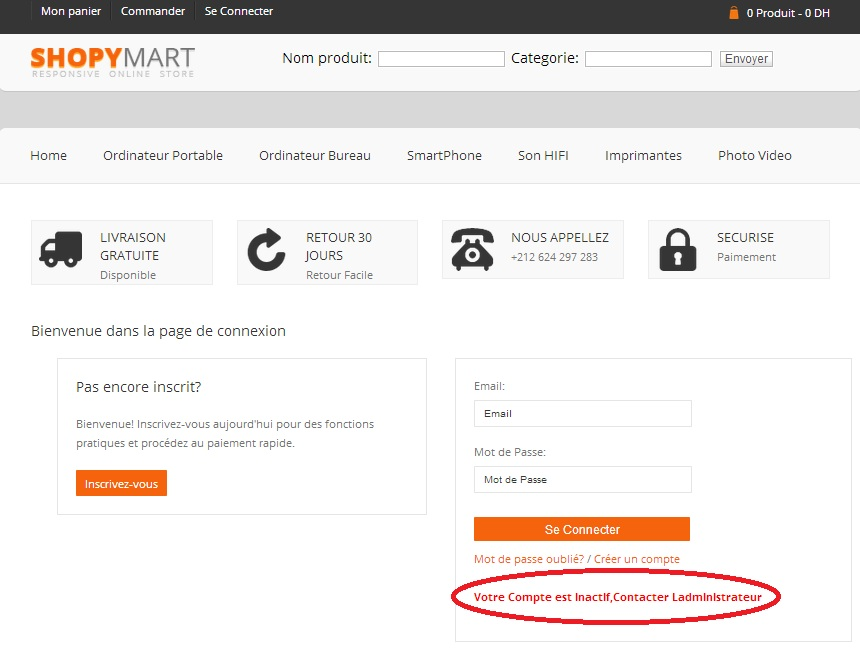 Mon panier Commander Se Connecter 0 Produit - 0 DH
SHOPYMART
RESPONSIVE ONLINE STORE
Nom produit: Categorie: Envoyer
Home Ordinateur Portable Ordinateur Bureau SmartPhone Son HIFI Imprimantes Photo Video
LIVRAISON
GRATUITE
Disponible
RETOUR 30
JOURS
Retour Facile
NOUS APPELLEZ
+212 624 297 283
SECURISE
Paimement
Bienvenue dans la page de connexion
Pas encore inscrit?
Bienvenue! Inscrivez-vous aujourd'hui pour des fonctions
pratiques et procédez au paiement rapide.
Inscrivez-vous
Email:
Email
Mot de Passe:
Mot de Passe
Se Connecter
Mot de passe oublié? / Créer un compte
Votre Compte est Inactif,Contacter Ladministrateur